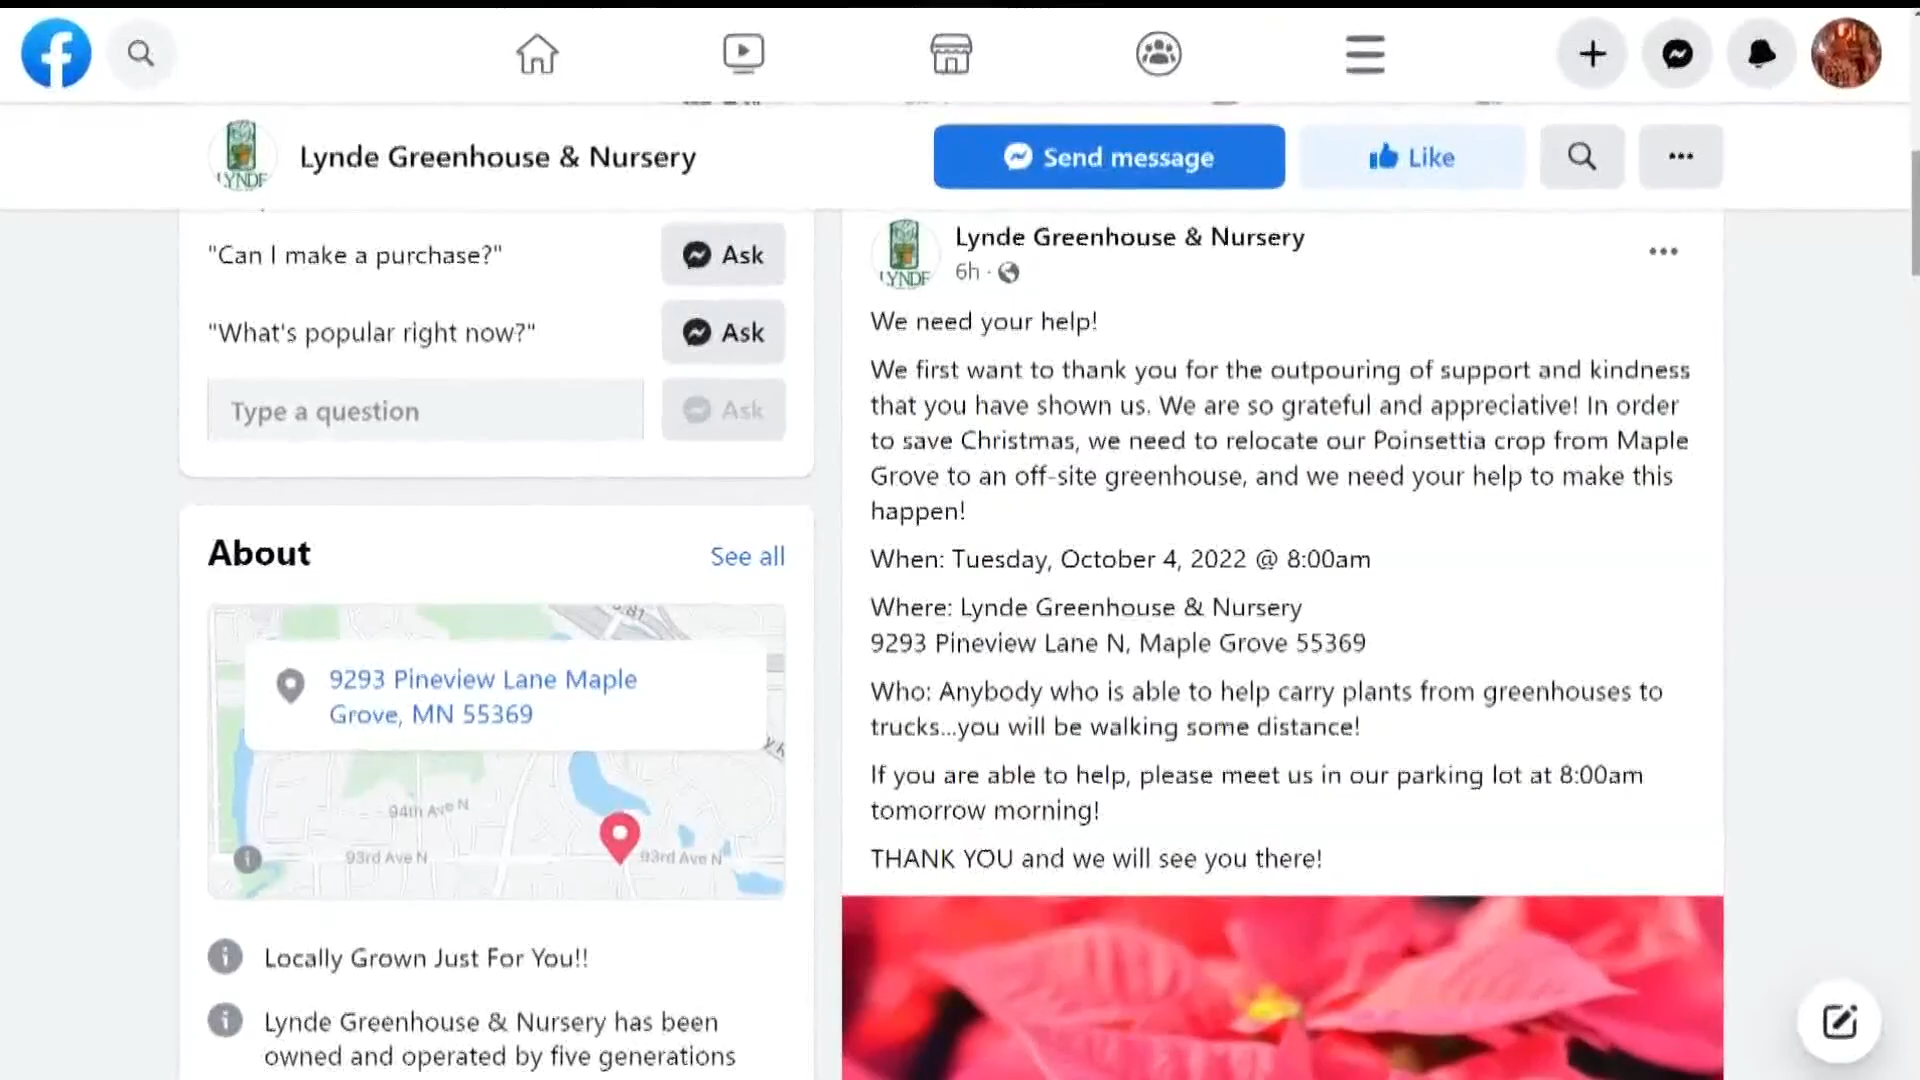 Lynde Greenhouse & Nursery
Send message
Like
"Can I make a purchase?"
Ask
"What's popular right now?"
Ask
Type a question
Ask
About
See all
9293 Pineview Lane Maple
Grove, MN 55369
94th Ave N
93rd Ave N
93rd Ave N
Locally Grown Just For You!!
Lynde Greenhouse & Nursery has been
owned and operated by five generations
LYNDE
Lynde Greenhouse & Nursery
6h ·
We need your help!
We first want to thank you for the outpouring of support and kindness
that you have shown us. We are so grateful and appreciative! In order
to save Christmas, we need to relocate our Poinsettia crop from Maple
Grove to an off-site greenhouse, and we need your help to make this
happen!
When: Tuesday, October 4, 2022 @ 8:00am
Where: Lynde Greenhouse & Nursery
9293 Pineview Lane N, Maple Grove 55369
Who: Anybody who is able to help carry plants from greenhouses to
trucks...you will be walking some distance!
If you are able to help, please meet us in our parking lot at 8:00am
tomorrow morning!
THANK YOU and we will see you there!